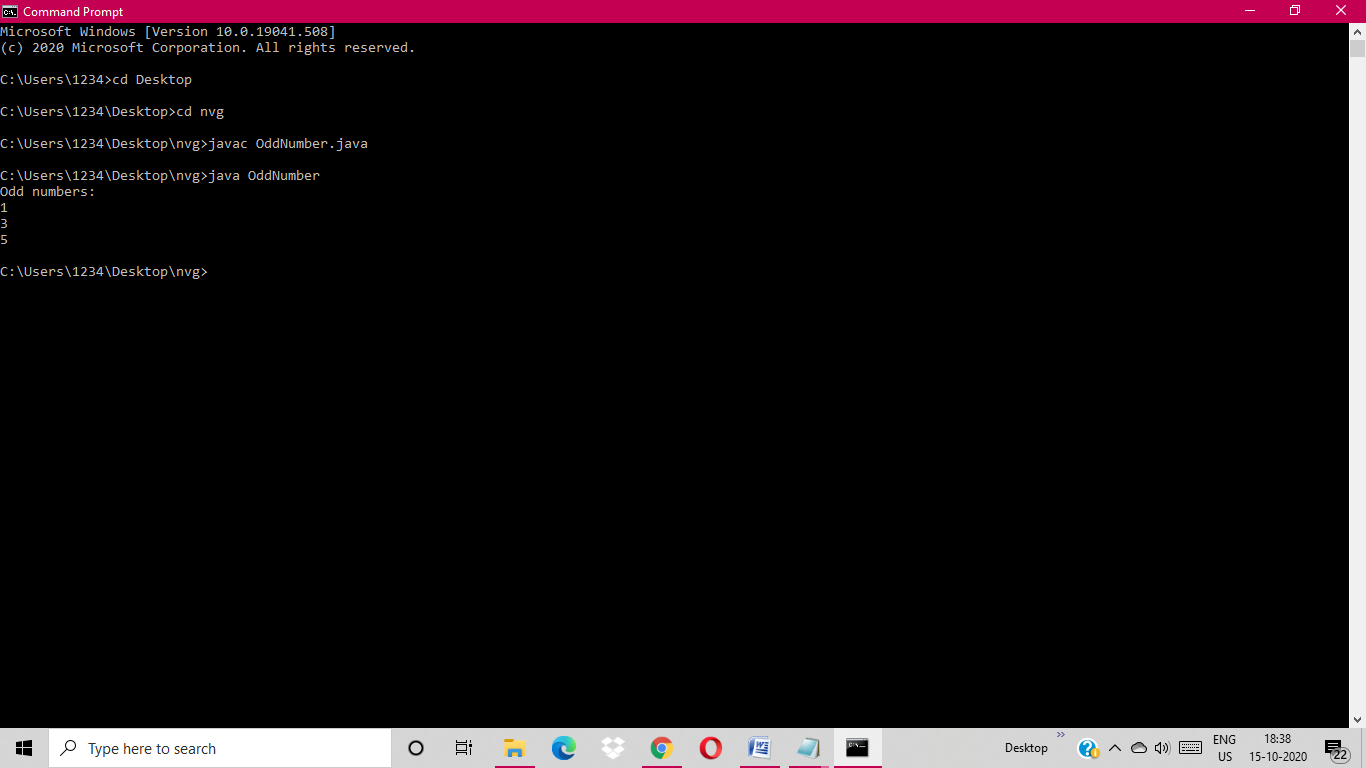 Command Prompt
Microsoft Windows [Version 10.0.19041.508]
(c) 2020 Microsoft Corporation. All rights reserved.
C:\Users\1234>cd Desktop
C:\Users\1234\Desktop>cd nvg
C:\Users\1234\Desktop\nvg>javac OddNumber.java
C:\Users\1234\Desktop\nvg>java OddNumber
Odd numbers:
1
3
5
C:\Users\1234\Desktop\nvg>
Type here to search
Desktop
ENG
US
18:38
15-10-2020
22